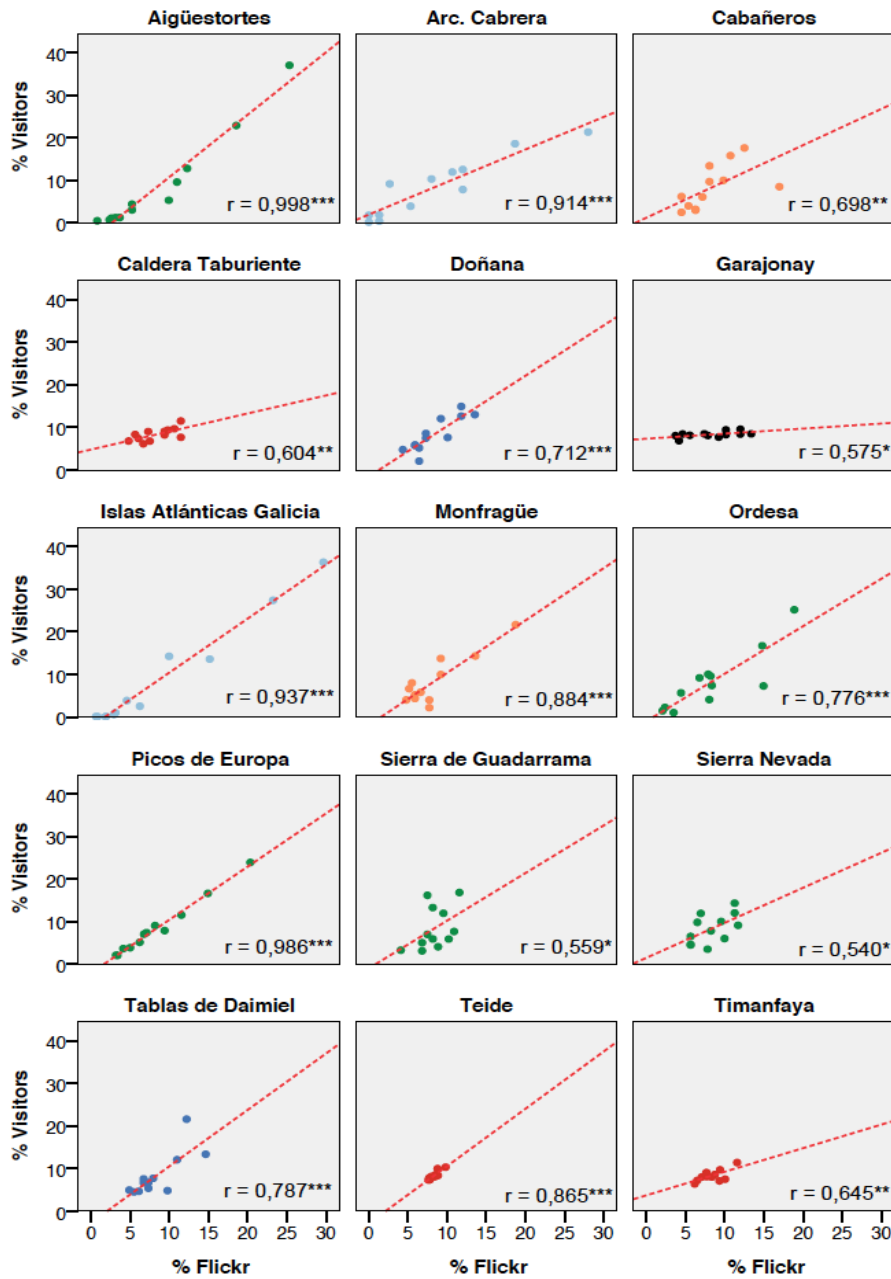 Aigüestortes Arc. Cabrera Cabañeros
% Visitors
40
30
20
10
0
r = 0,998*** r = 0,914*** r = 0,698**
Caldera Taburiente Doñana Garajonay
% Visitors
40
30
20
10
0
r = 0,604** r = 0,712*** r = 0,575*
Islas Atlánticas Galicia Monfragüe Ordesa
% Visitors
40
30
20
10
0
r = 0,937*** r = 0,884*** r = 0,776***
Picos de Europa Sierra de Guadarrama Sierra Nevada
% Visitors
40
30
20
10
0
r = 0,986*** r = 0,559* r = 0,540*
Tablas de Daimiel Teide Timanfaya
% Visitors
40
30
20
10
0
r = 0,787*** r = 0,865*** r = 0,645**
0 5 10 15 20 25 30 0 5 10 15 20 25 30 0 5 10 15 20 25 30
% Flickr % Flickr % Flickr